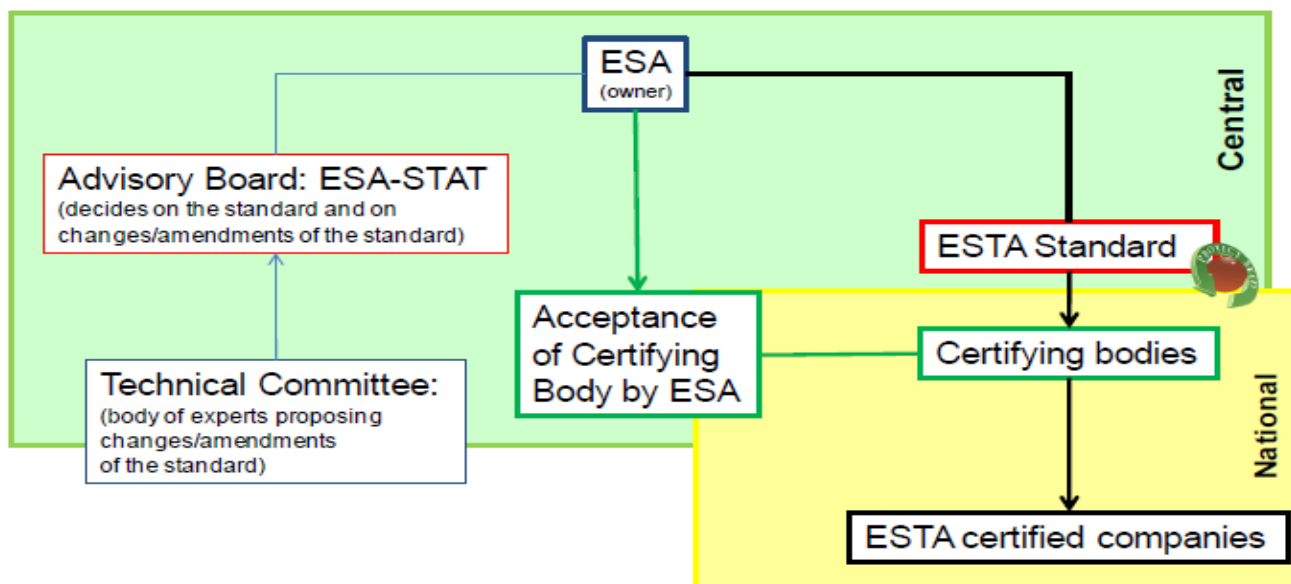 ESA
(owner)
Central
Advisory Board: ESA-STAT
(decides on the standard and on
changes/amendments of the standard)
ESTA Standard
Acceptance
of Certifying
Body by ESA
Certifying bodies
Technical Committee:
(body of experts proposing
changes/amendments
of the standard)
National
ESTA certified companies